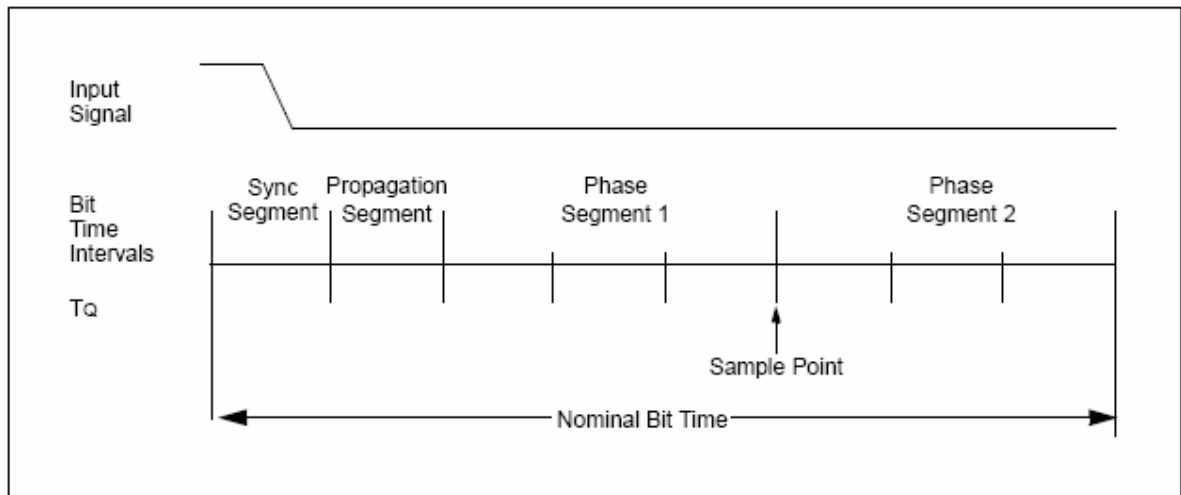 Input
Signal
Sync
Segment
Propagation
Segment
Phase
Segment 1
Phase
Segment 2
Bit
Time
Intervals
TQ
Sample Point
Nominal Bit Time